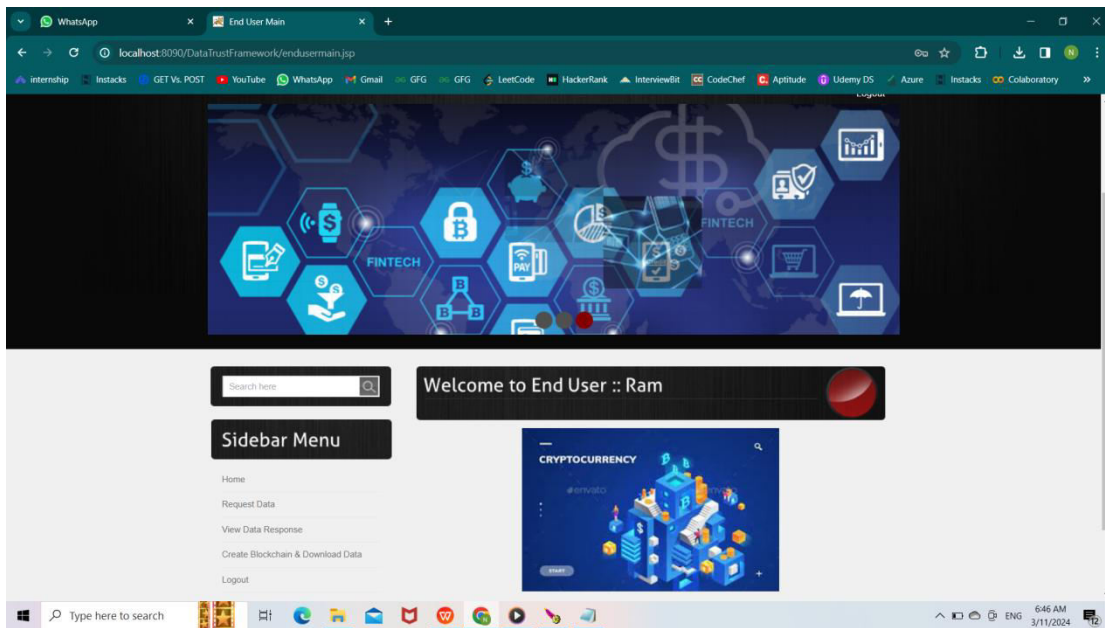 WhatsApp
End User Main
localhost:8090/DataTrustFramework/endusermain.jsp
N
internship
Instacks
GET Vs. POST
YouTube
WhatsApp
Gmail
GFG
GFG
LeetCode
HackerRank
InterviewBit
CodeChef
Aptitude
Udemy DS
Azure
Instacks
Colaboratory
»
Logout
FINTECH
FINTECH
PAY
B
B
B–B
Search here
Welcome to End User :: Ram
Sidebar Menu
Home
Request Data
View Data Response
Create Blockchain & Download Data
Logout
CRYPTOCURRENCY
envato
START
Type here to search
ENG
6:46 AM
3/11/2024
12